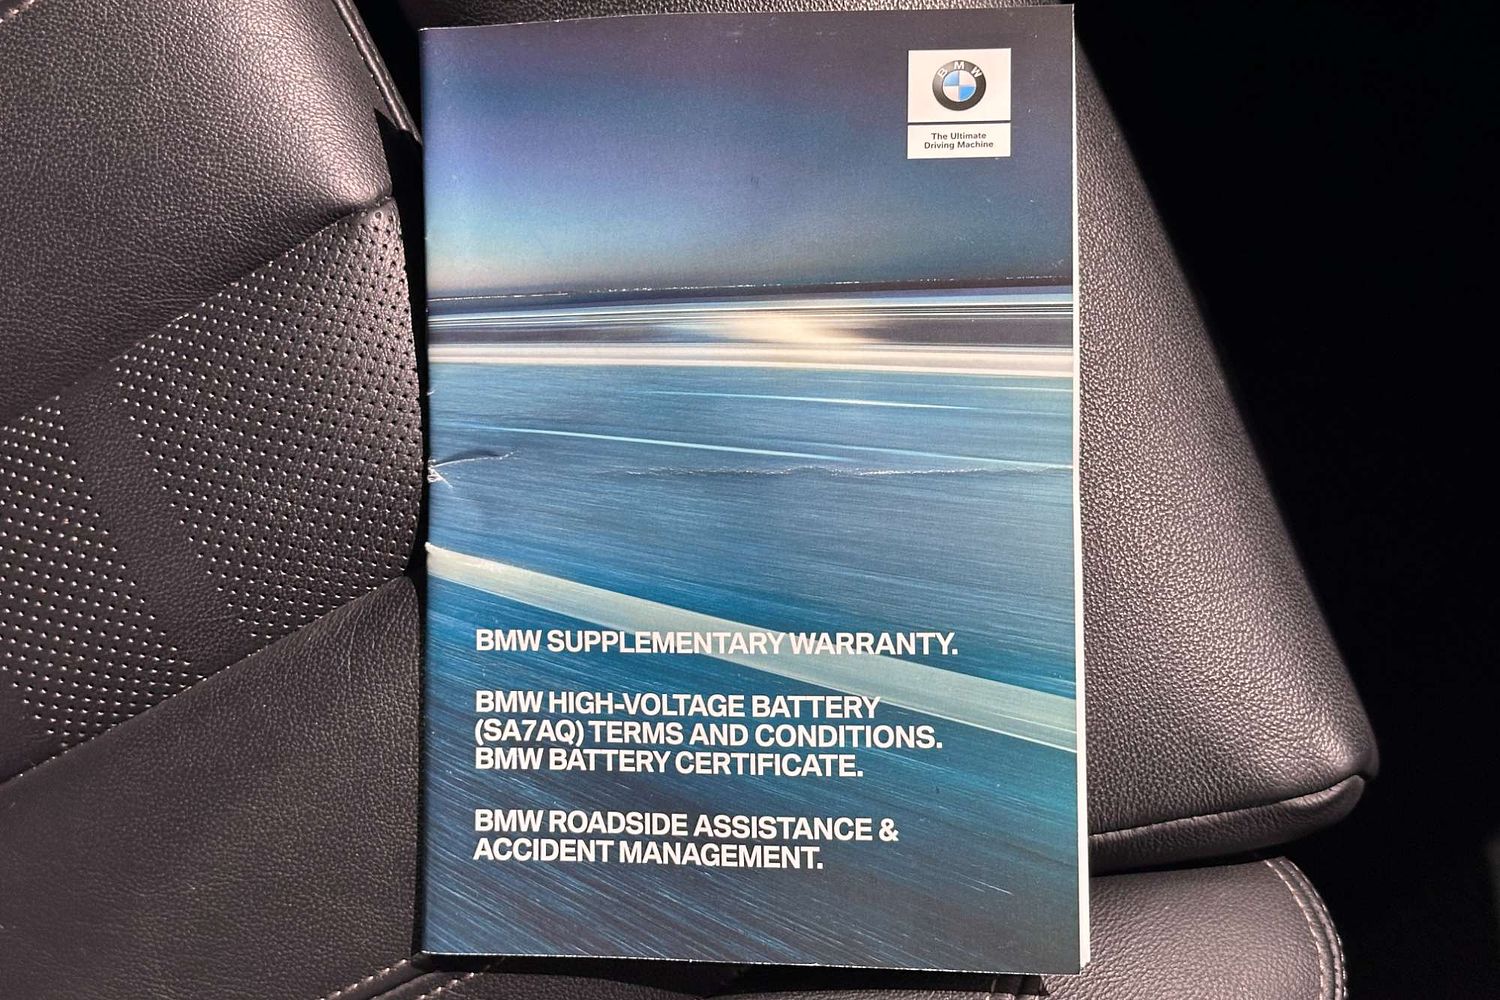 BMW
The Ultimate
Driving Machine
BMW SUPPLEMENTARY WARRANTY.
BMW HIGH-VOLTAGE BATTERY
(SA7AQ) TERMS AND CONDITIONS.
BMW BATTERY CERTIFICATE.
BMW ROADSIDE ASSISTANCE &
ACCIDENT MANAGEMENT.